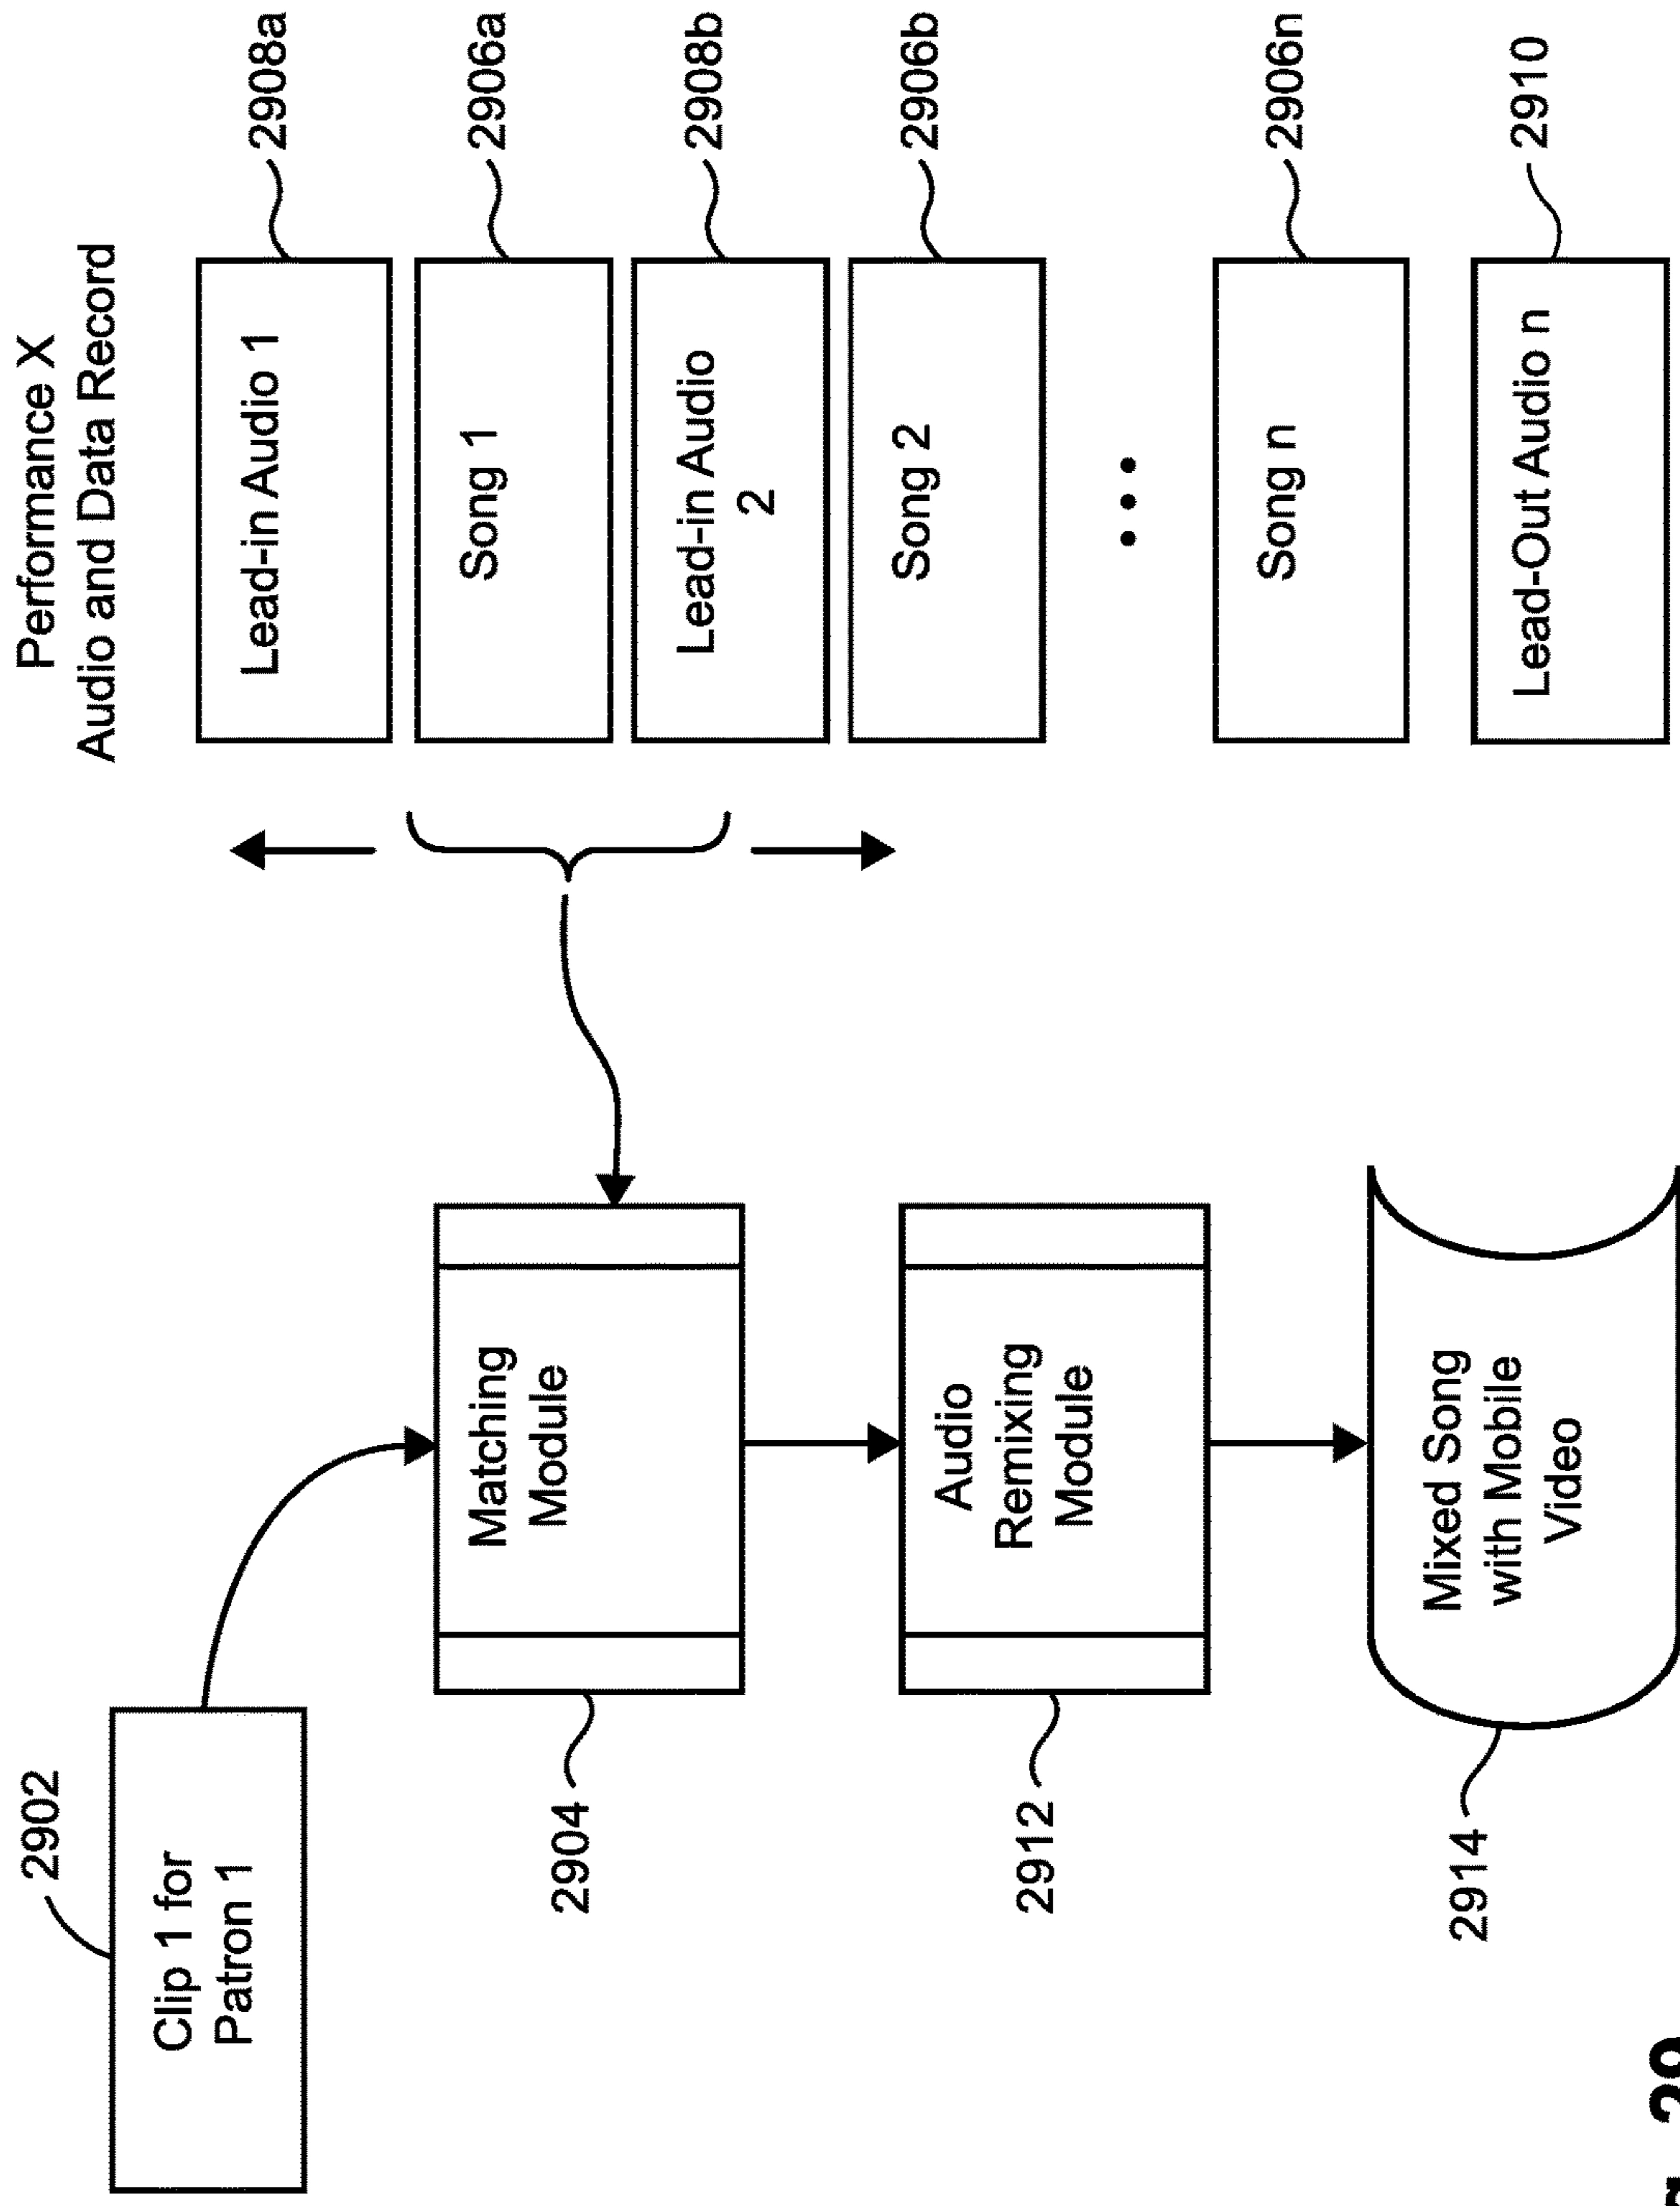 Performance X
Audio and Data Record
2902
Clip 1 for
Patron 1
Lead-in Audio 1
2908a
Matching
Module
2904
Song 1
2906a
Lead-in Audio
2
2908b
Song 2
2906b
Audio
Remixing
Module
2912
Song n
2906n
Mixed Song
with Mobile
Video
2914
Lead-Out Audio n
2910
29